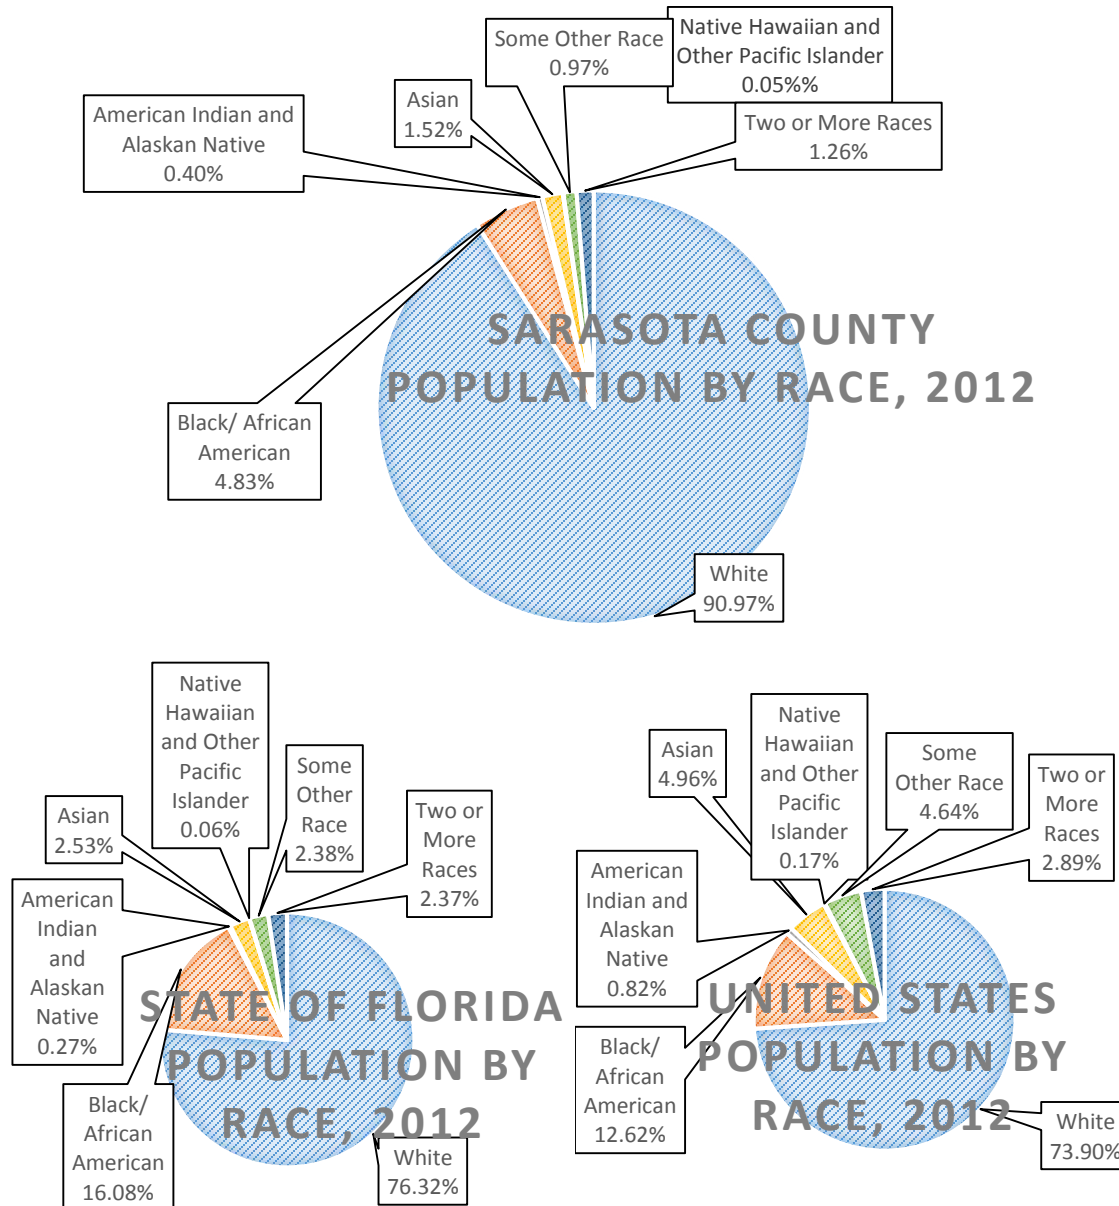 Some Other Race
0.97%
Native Hawaiian and
Other Pacific Islander
0.05%%
American Indian and
Alaskan Native
0.40%
Asian
1.52%
Two or More Races
1.26%
SARASOTA COUNTY
POPULATION BY RACE, 2012
Black/ African
American
4.83%
White
90.97%
Native
Hawaiian
and Other
Pacific
Islander
0.06%
Some
Other
Race
2.38%
Asian
2.53%
Two or
More
Races
2.37%
American
Indian
and
Alaskan
Native
0.27%
STATE OF FLORIDA
POPULATION BY
RACE, 2012
Black/
African
American
16.08%
White
76.32%
Asian
4.96%
Native
Hawaiian
and Other
Pacific
Islander
0.17%
Some
Other Race
4.64%
Two or
More
Races
2.89%
American
Indian and
Alaskan
Native
0.82%
UNITED STATES
POPULATION BY
RACE, 2012
Black/
African
American
12.62%
White
73.90%